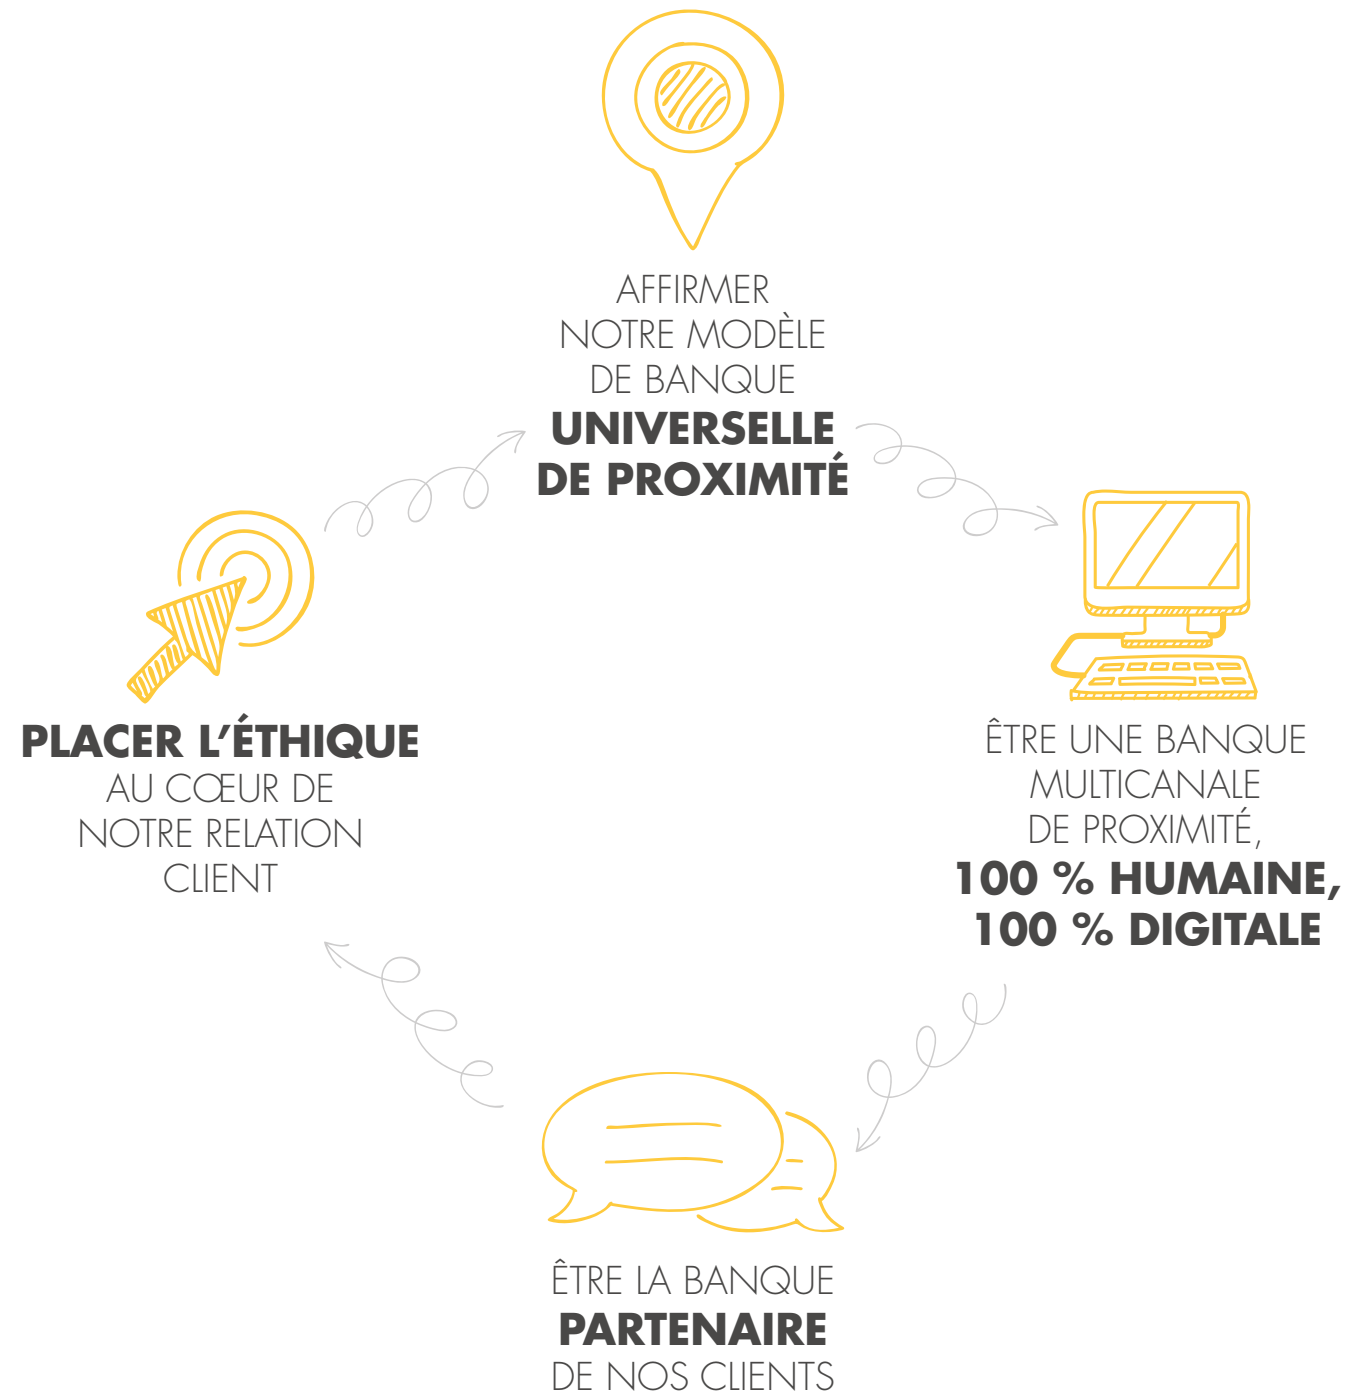 AFFIRMER
NOTRE MODÈLE
DE BANQUE
UNIVERSELLE
DE PROXIMITÉ
ÊTRE UNE BANQUE
MULTICANALE
DE PROXIMITÉ,
100 % HUMAINE,
100 % DIGITALE
ÊTRE LA BANQUE
PARTENAIRE
DE NOS CLIENTS
PLACER L’ÉTHIQUE
AU CŒUR DE
NOTRE RELATION
CLIENT